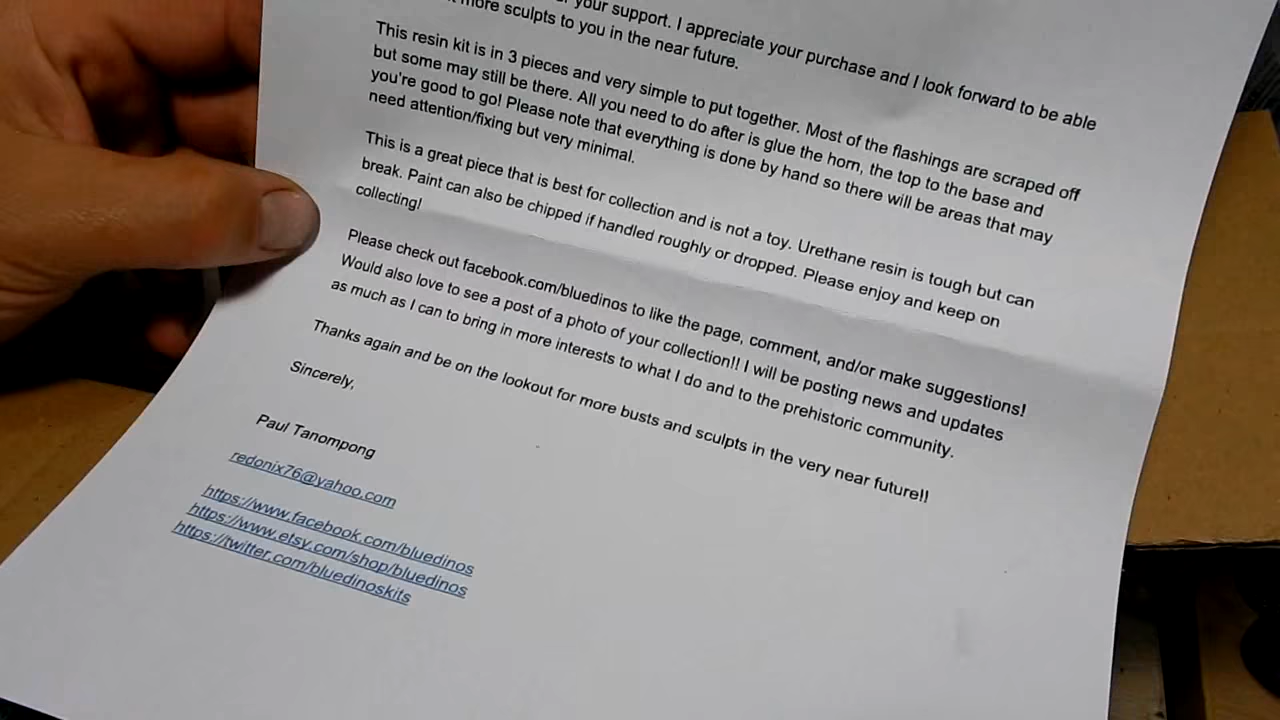 your support. I appreciate your purchase and I look forward to be able
more sculpts to you in the near future.
This resin kit is in 3 pieces and very simple to put together. Most of the flashings are scraped off
but some may still be there. All you need to do after is glue the horn, the top to the base and
you're good to go! Please note that everything is done by hand so there will be areas that may
need attention/fixing but very minimal.
This is a great piece that is best for collection and is not a toy. Urethane resin is tough but can
break. Paint can also be chipped if handled roughly or dropped. Please enjoy and keep on
collecting!
Please check out facebook.com/bluedinos to like the page, comment, and/or make suggestions!
Would also love to see a post of a photo of your collection!! I will be posting news and updates
as much as I can to bring in more interests to what I do and to the prehistoric community.
Thanks again and be on the lookout for more busts and sculpts in the very near future!!
Sincerely,
Paul Tanompong
redonix76@yahoo.com
https://www.facebook.com/bluedinos
https://www.etsy.com/shop/bluedinos
https://twitter.com/bluedinoskits